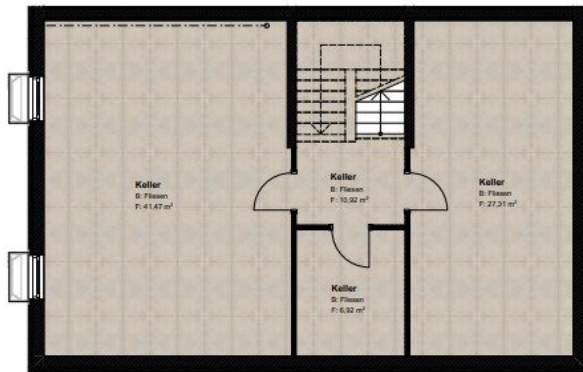 Keller
B: Fliesen
F: 41,47 m²
Keller
B: Fliesen
F: 10,92 m²
Keller
B: Fliesen
F: 27,31 m²
Keller
B: Fliesen
F: 6,92 m²